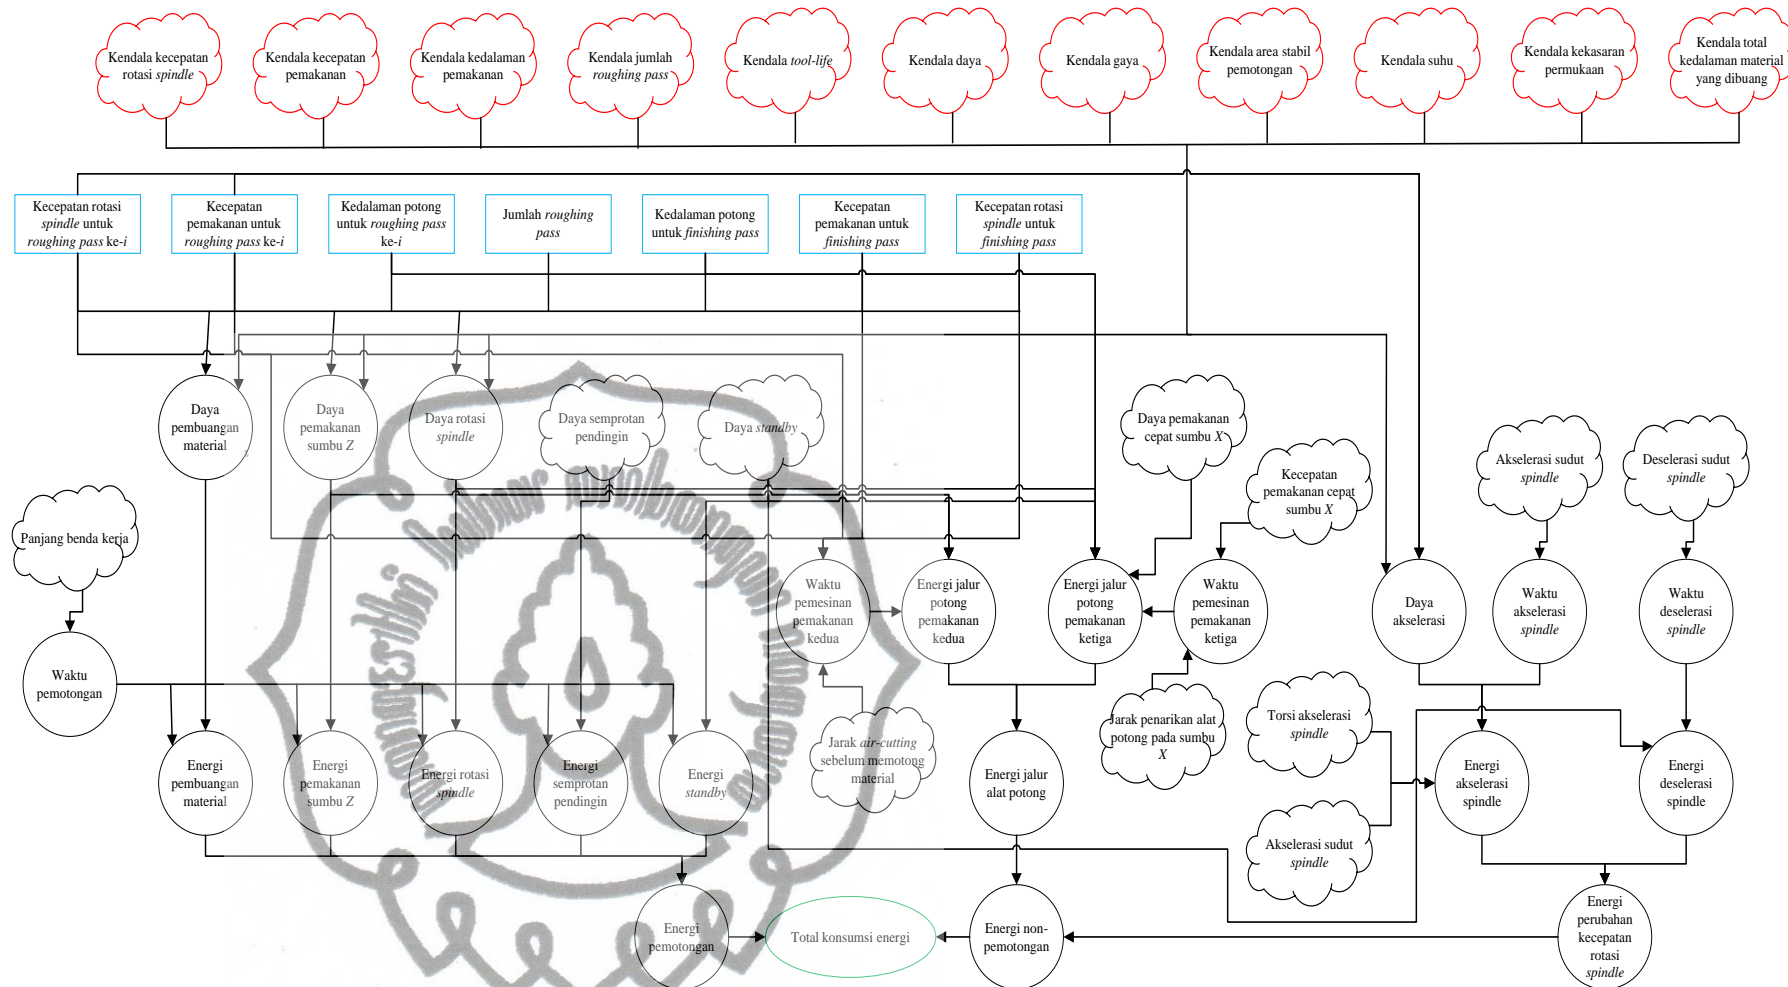 Kendala kecepatan
rotasi spindle
Kendala kecepatan
pemakanan
Kendala kedalaman
pemakanan
Kendala jumlah
roughing pass
Kendala tool-life
Kendala daya
Kendala gaya
Kendala area stabil
pemotongan
Kendala suhu
Kendala kekasaran
permukaan
Kendala total
kedalaman material
yang dibuang
Kecepatan rotasi
spindle untuk
roughing pass ke-i
Kecepatan
pemakanan untuk
roughing pass ke-i
Kedalaman potong
untuk roughing pass
ke-i
Jumlah roughing
pass
Kedalaman potong
untuk finishing pass
Kecepatan
pemakanan untuk
finishing pass
Kecepatan rotasi
spindle untuk
finishing pass
Daya
pembuangan
material
Daya
pemakanan
sumbu Z
Daya rotasi
spindle
Daya semprotan
pendingin
Daya standby
Daya pemakanan
cepat sumbu X
Kecepatan
pemakanan cepat
sumbu X
Akselerasi sudut
spindle
Deselerasi sudut
spindle
Panjang benda kerja
Waktu
pemesinan
pemakanan
kedua
Energi jalur
potong
pemakanan
kedua
Energi jalur
potong
pemakanan
ketiga
Waktu
pemesinan
pemakanan
ketiga
Daya
akselerasi
Waktu
akselerasi
spindle
Waktu
deselerasi
spindle
Waktu
pemotongan
Jarak air-cutting
sebelum memotong
material
Jarak penarikan alat
potong pada sumbu
X
Torsi akselerasi
spindle
Energi
pembuangan
material
Energi
pemakanan
sumbu Z
Energi rotasi
spindle
Energi
semprotan
pendingin
Energi
standby
Energi jalur
alat potong
Energi
akselerasi
spindle
Energi
deselerasi
spindle
Akselerasi sudut
spindle
Energi
pemotongan
Total konsumsi energi
Energi non-
pemotongan
Energi
perubahan
kecepatan
rotasi
spindle